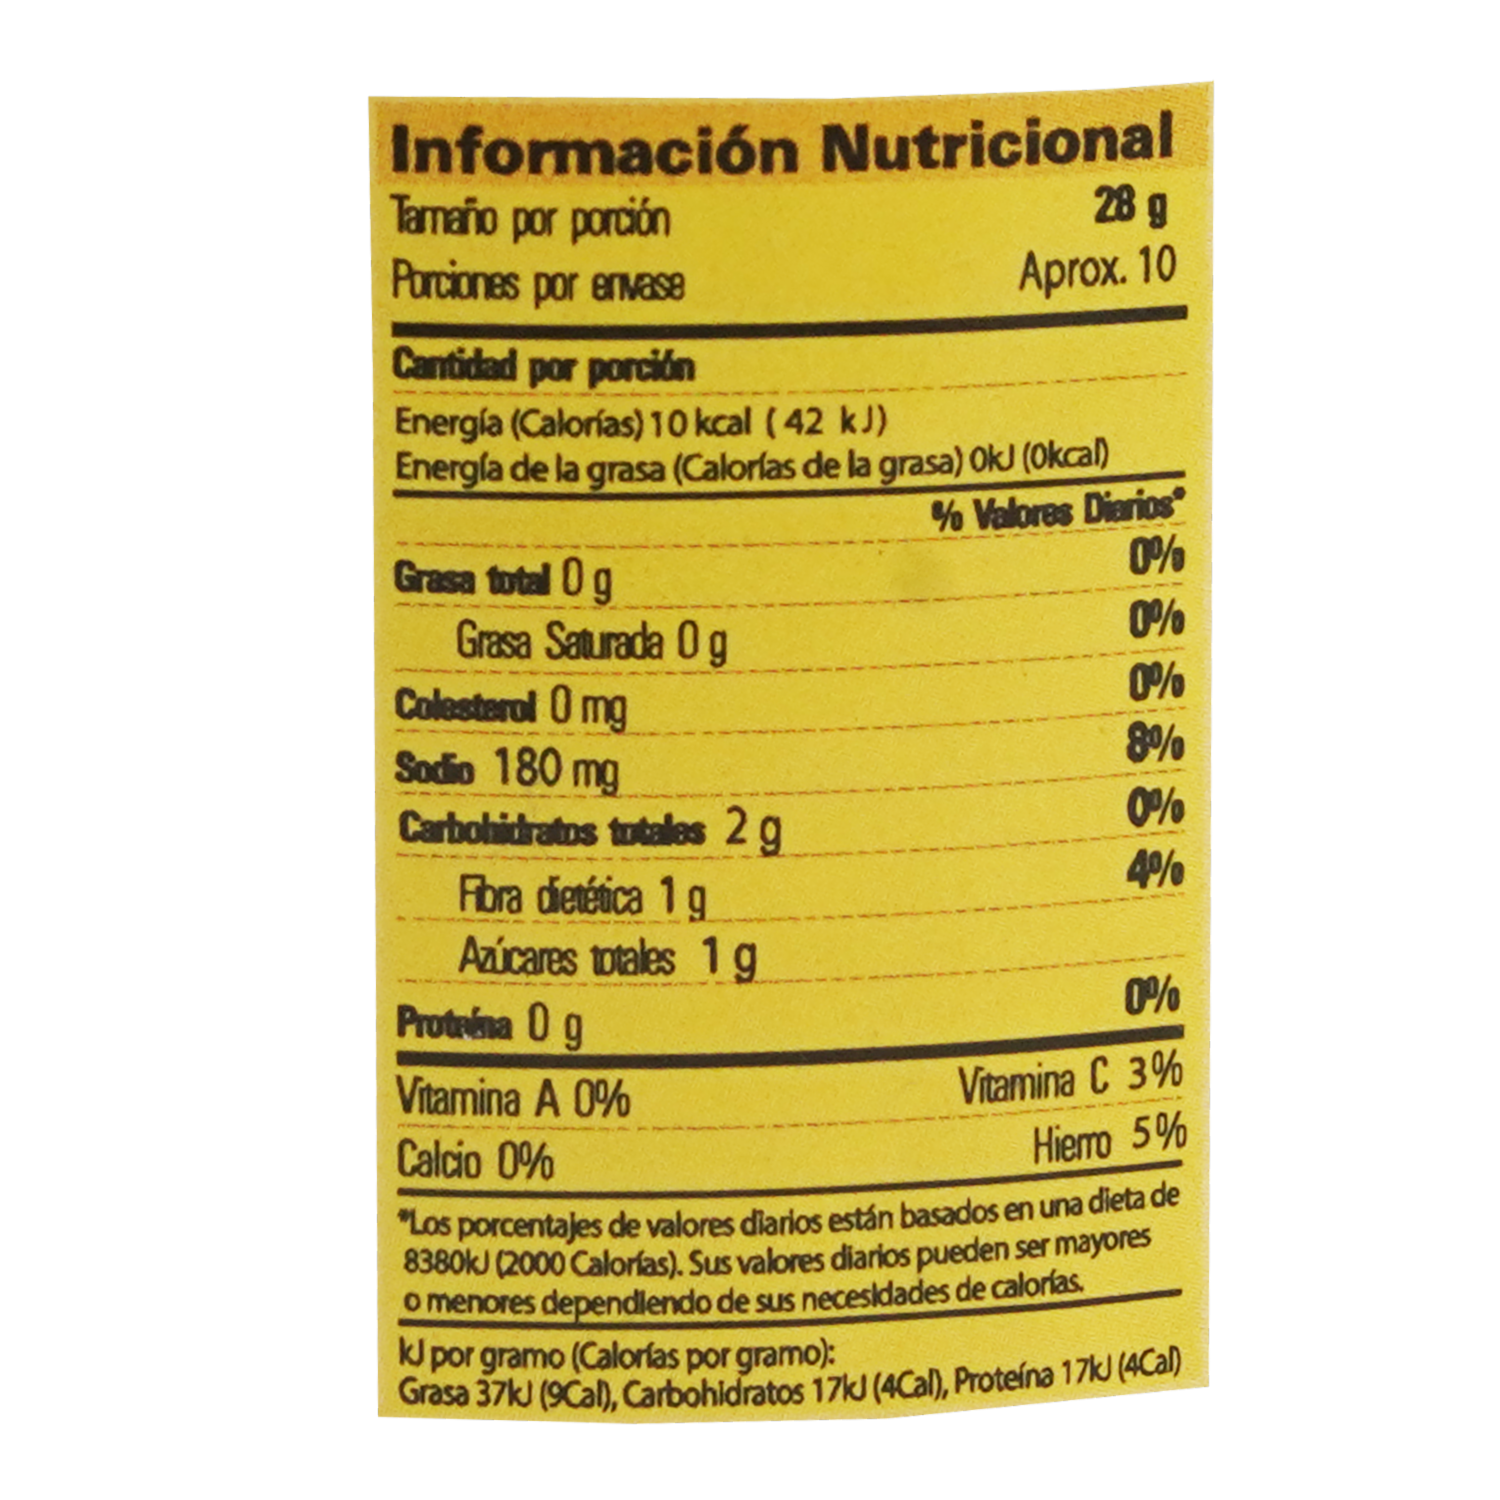 Información Nutricional
Tamaño por porción 28 g
Porciones por envase Aprox. 10
Cantidad por porción
Energía (Calorías) 10 kcal ( 42 kJ)
Energía de la grasa (Calorías de la grasa) 0kJ (0kcal)
% Valores Diarios*
Grasa total 0 g 0%
Grasa Saturada 0 g 0%
Colesterol 0 mg 0%
Sodio 180 mg 8%
Carbohidratos totales 2 g 0%
Fibra dietética 1 g 4%
Azúcares totales 1 g
Proteína 0 g 0%
Vitamina A 0% Vitamina C 3%
Calcio 0% Hierro 5%
*Los porcentajes de valores diarios están basados en una dieta de
8380kJ (2000 Calorías). Sus valores diarios pueden ser mayores
o menores dependiendo de sus necesidades de calorías.
kJ por gramo (Calorías por gramo):
Grasa 37kJ (9Cal), Carbohidratos 17kJ (4Cal), Proteína 17kJ (4Cal)